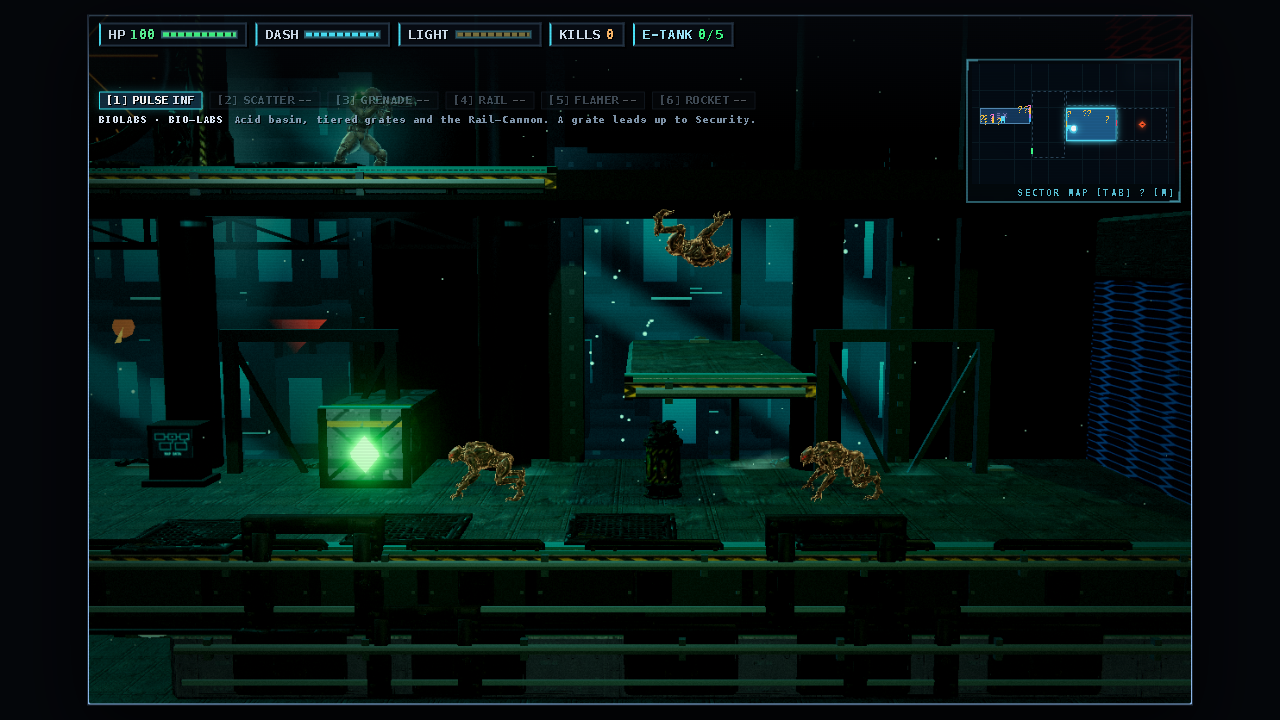 HP 100 DASH LIGHT KILLS 0 E-TANK 0/5
[1] PULSE INF [2] SCATTER -- [3] GRENADE -- [4] RAIL -- [5] FLAMER -- [6] ROCKET --
BIOLABS · BIO-LABS Acid basin, tiered grates and the Rail-Cannon. A grate leads up to Security.
?? ?? ? ?
SECTOR MAP [TAB] ? [M]